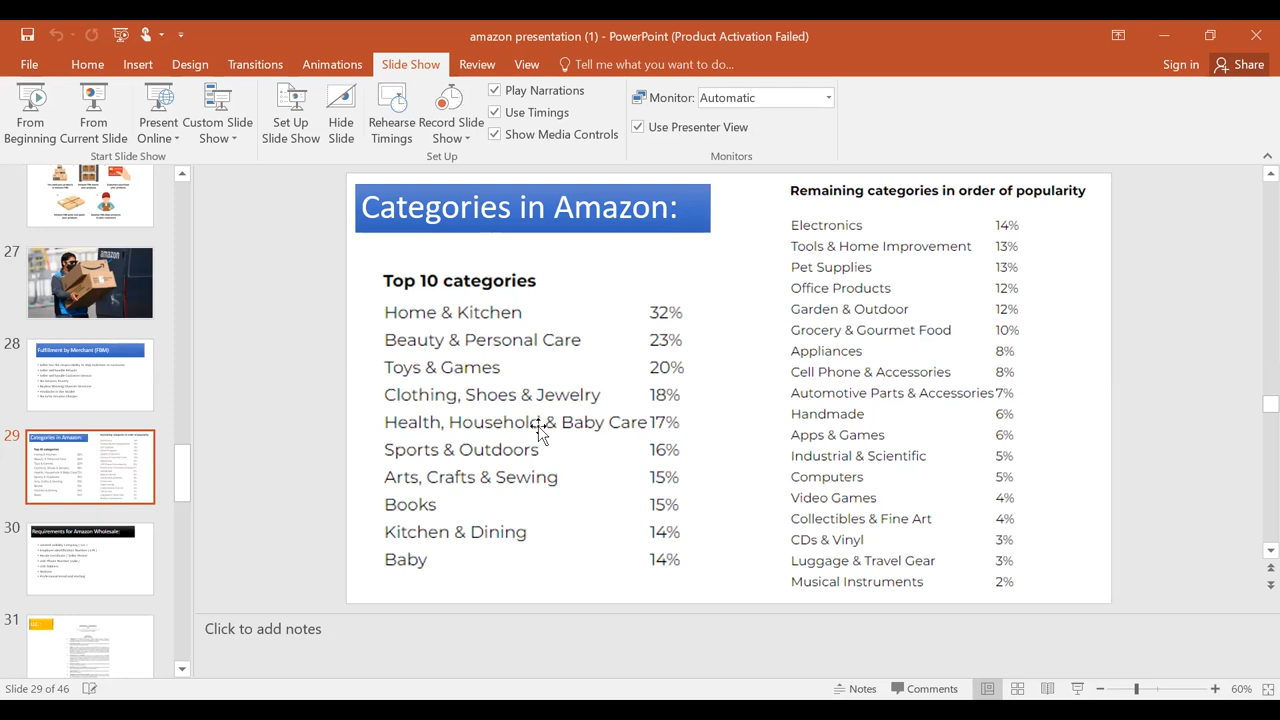 amazon presentation (1) - PowerPoint (Product Activation Failed)
File Home Insert Design Transitions Animations Slide Show Review View Tell me what you want to do... Sign in Share
From Beginning
From Current Slide
Present Online
Custom Slide Show
Start Slide Show
Set Up Slide Show
Hide Slide
Rehearse Timings
Record Slide Show
Play Narrations
Use Timings
Show Media Controls
Set Up
Monitor: Automatic
Use Presenter View
Monitors
27
amazon
28
Fulfillment by Merchant (FBM)
29
Categories in Amazon:
30
Requirements for Amazon Wholesale:
31
Categories in Amazon:
Top 10 categories
Home & Kitchen 32%
Beauty & Personal Care 23%
Toys & Games 20%
Clothing, Shoes & Jewelry 18%
Health, Household & Baby Care 17%
Sports & Outdoors 16%
Arts, Crafts & Sewing 15%
Books 15%
Kitchen & Dining 14%
Baby 14%
Remaining categories in order of popularity
Electronics 14%
Tools & Home Improvement 13%
Pet Supplies 13%
Office Products 12%
Garden & Outdoor 12%
Grocery & Gourmet Food 10%
Appliances 8%
Cell Phone & Accessories 8%
Automotive Parts & Accessories 7%
Handmade 6%
Apps & Games 6%
Industrial & Scientific 5%
Computers 5%
Video Games 4%
Collectibles & Fine Art 4%
CDs & Vinyl 3%
Luggage & Travel Gear 3%
Musical Instruments 2%
Click to add notes
Slide 29 of 46
Notes Comments 60%